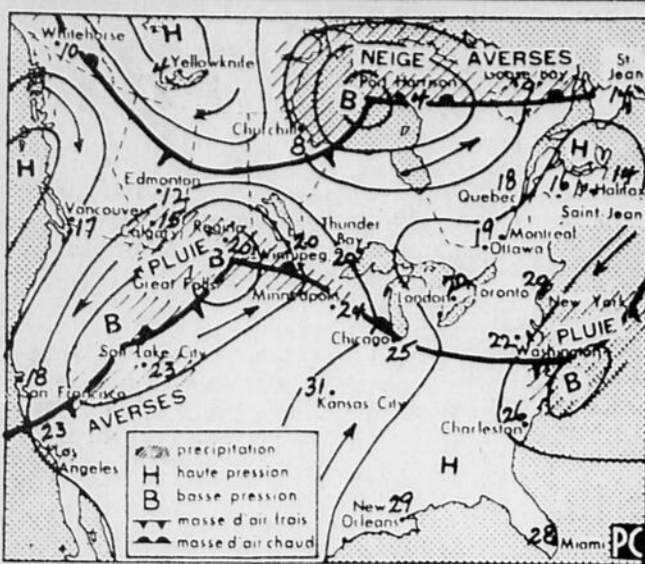 Whitehorse
10
H
Yellowknife
NEIGE AVERSES
Port Harrison
Goose Bay
St-Jean
B
Churchill
8
H
H
Edmonton
12
Vancouver
17
Calgary
15
Regina
20
Winnipeg
20
Thunder Bay
20
Quebec
18
16
14
Halifax
Saint-Jean
Montreal
19
Ottawa
PLUIE
B
Great Falls
Minneapolis
24
London
Toronto
20
New York
B
Salt Lake City
23
Chicago
25
22
Washington
PLUIE
B
18
San Francisco
AVERSES
31
Kansas City
26
Charleston
23
Los Angeles
H
precipitation
H haute pression
B basse pression
masse d'air frais
masse d'air chaud
New Orleans
29
28
Miami
PC